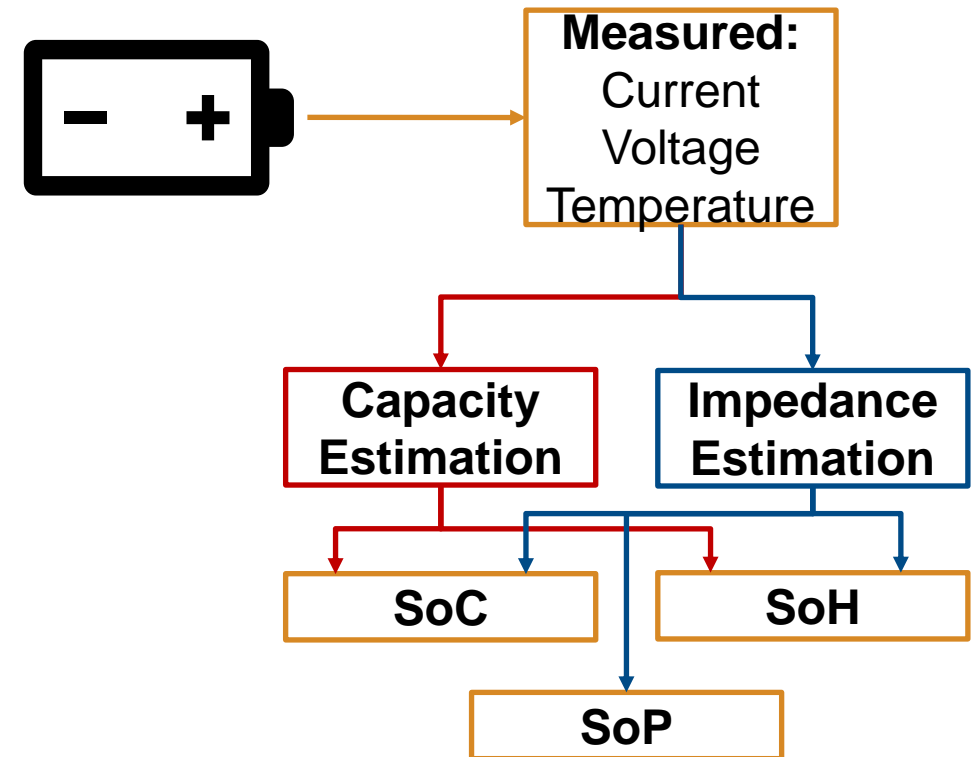 Measured:
Current
Voltage
Temperature
Capacity
Estimation
Impedance
Estimation
SoC
SoH
SoP